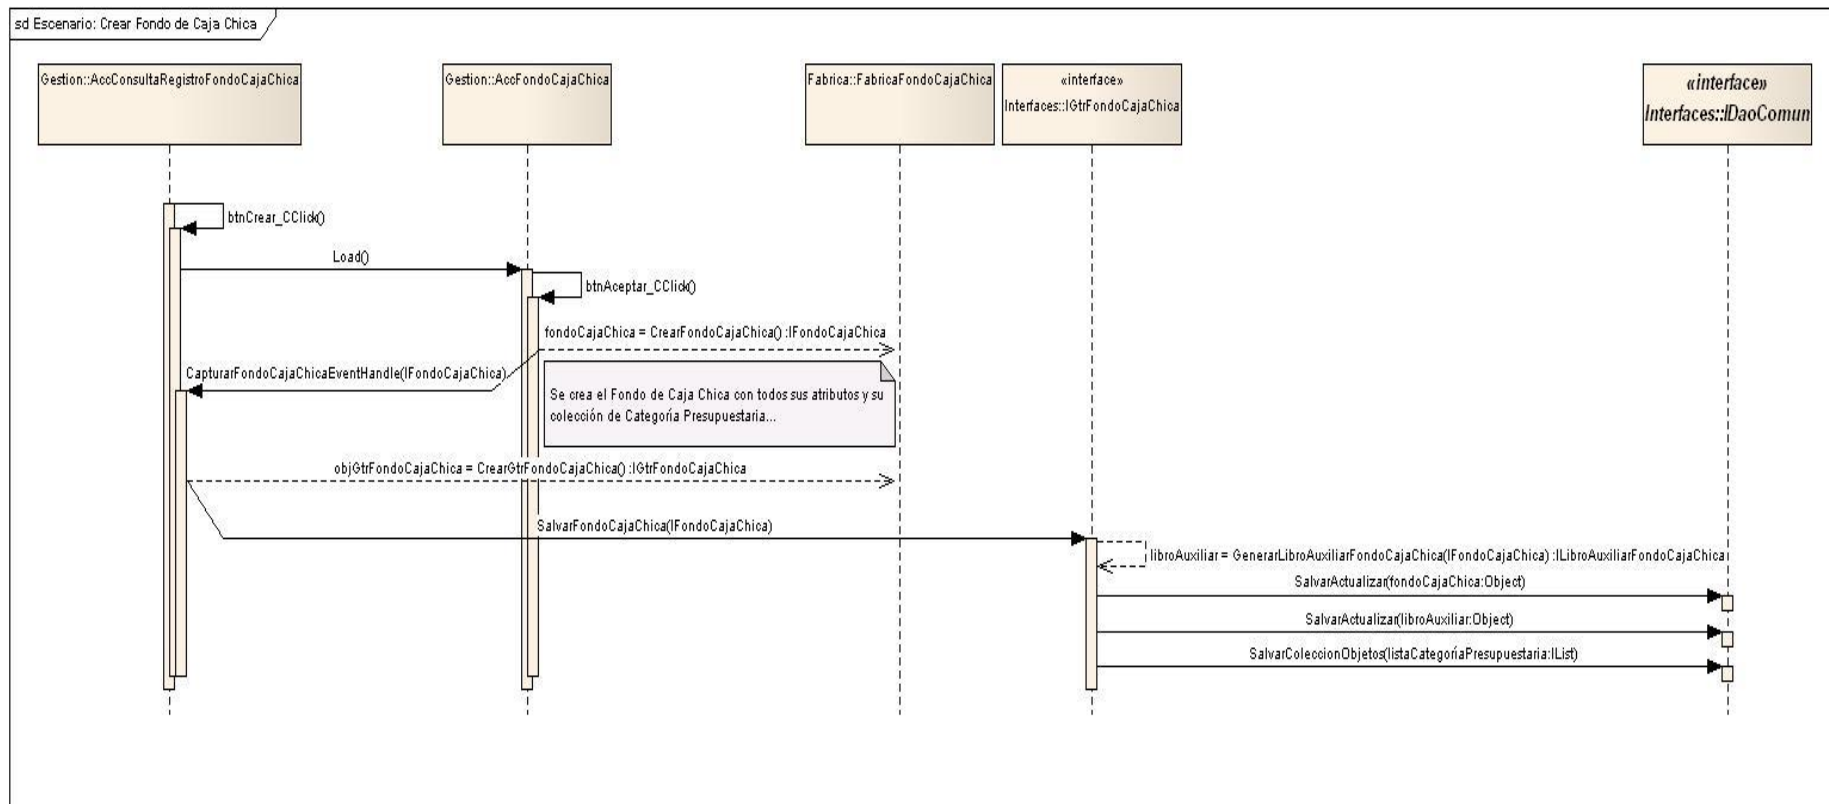 sd Escenario: Crear Fondo de Caja Chica
Gestion::AccConsultaRegistroFondoCajaChica
Gestion::AccFondoCajaChica
Fabrica::FabricaFondoCajaChica
«interface»
Interfaces::IGtrFondoCajaChica
«interface»
Interfaces::IDaoComun
btnCrear_CClick()
Load()
btnAceptar_CClick()
fondoCajaChica = CrearFondoCajaChica() :IFondoCajaChica
CapturarFondoCajaChicaEventHandle(IFondoCajaChica)
Se crea el Fondo de Caja Chica con todos sus atributos y su
colección de Categoría Presupuestaria...
objGtrFondoCajaChica = CrearGtrFondoCajaChica() :IGtrFondoCajaChica
SalvarFondoCajaChica(IFondoCajaChica)
libroAuxiliar = GenerarLibroAuxiliarFondoCajaChica(IFondoCajaChica) :ILibroAuxiliarFondoCajaChica
SalvarActualizar(fondoCajaChica:Object)
SalvarActualizar(libroAuxiliar:Object)
SalvarColeccionObjetos(listaCategoríaPresupuestaria:IList)